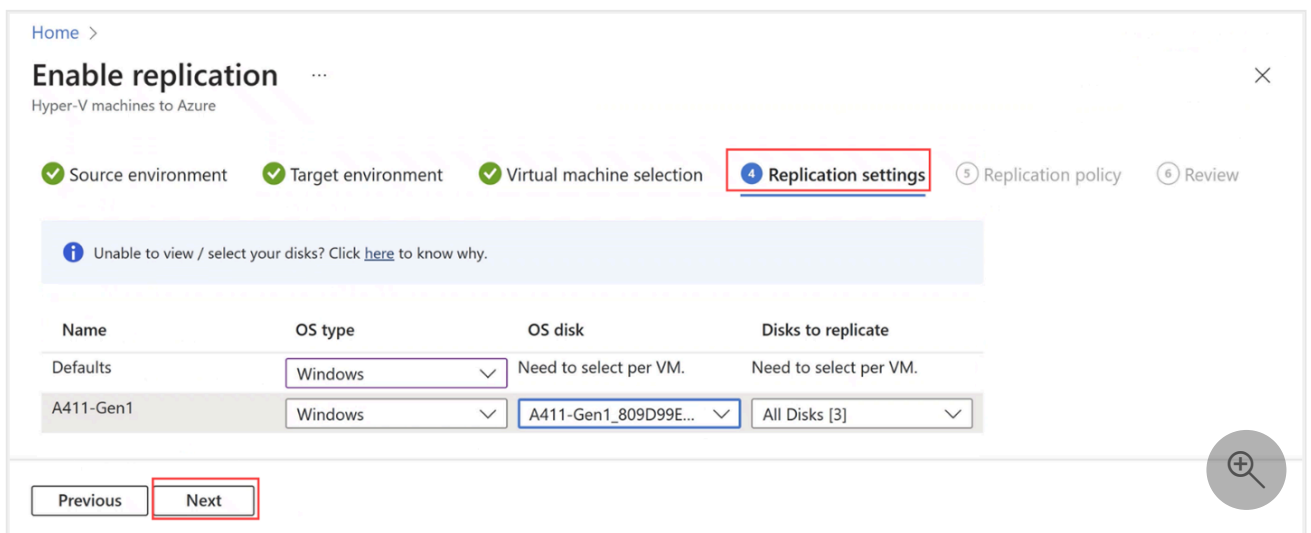 Home >
Enable replication ...
Hyper-V machines to Azure
Source environment Target environment Virtual machine selection 4 Replication settings 5 Replication policy 6 Review
Unable to view / select your disks? Click here to know why.
Name OS type OS disk Disks to replicate
Defaults Windows Need to select per VM. Need to select per VM.
A411-Gen1 Windows A411-Gen1_809D99E... All Disks [3]
Previous Next